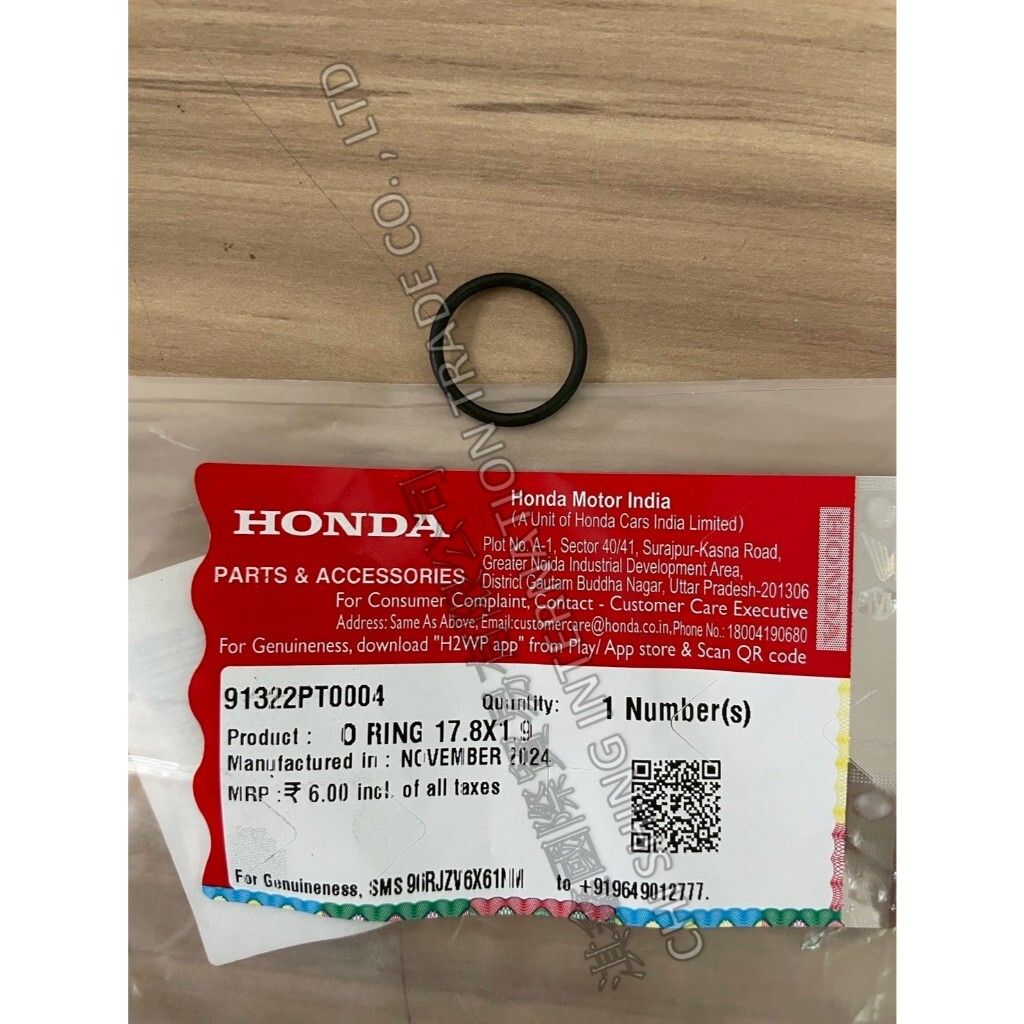 HONDA
PARTS & ACCESSORIES
Honda Motor India
(A Unit of Honda Cars India Limited)
Plot No. A-1, Sector 40/41, Surajpur-Kasna Road,
Greater Noida Industrial Development Area,
District Gautam Buddha Nagar, Uttar Pradesh-201306
For Consumer Complaint, Contact - Customer Care Executive
Address: Same As Above, Email:customercare@honda.co.in,Phone No.: 18004190680
For Genuineness, download "H2WP app" from Play/ App store & Scan QR code
91322PT0004
Quantity: 1 Number(s)
Product : O RING 17.8X1.9
Manufactured in : NOVEMBER 2024
MRP : ₹ 6.00 incl. of all taxes
For Genuineness, SMS 90RJZV6X61MM to +919649012777.
SHING INTERNATION TRADE CO., LTD